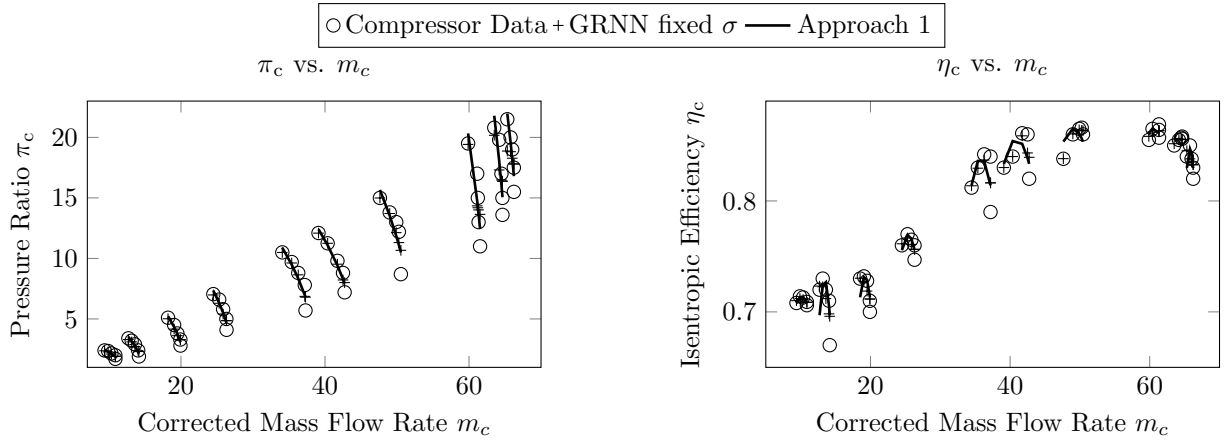 Compressor Data + GRNN fixed σ Approach 1
π_c vs. m_c
20
15
10
5
20 40 60
Pressure Ratio π_c
Corrected Mass Flow Rate m_c
η_c vs. m_c
0.8
0.7
20 40 60
Isentropic Efficiency η_c
Corrected Mass Flow Rate m_c